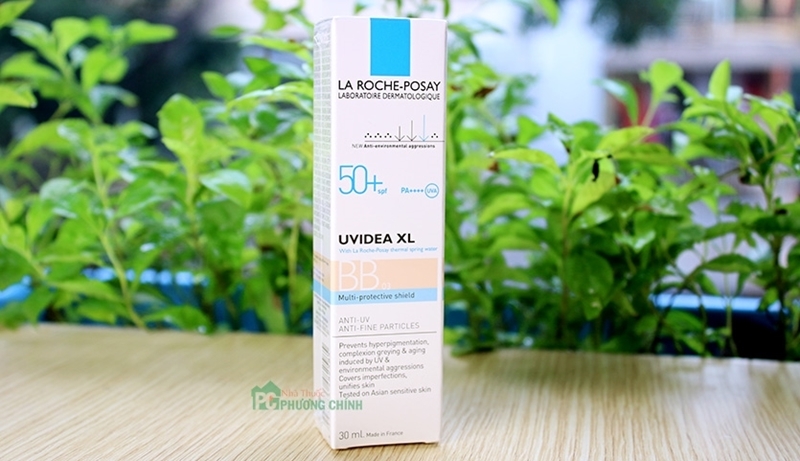 LA ROCHE-POSAY
LABORATOIRE DERMATOLOGIQUE
NEW Anti-environmental aggressions
50+ spf PA++++ UVA
UVIDEA XL
With La Roche-Posay thermal spring water
BB
Multi-protective shield
ANTI-UV
ANTI-FINE PARTICLES
Prevents hyperpigmentation,
complexion greying & aging
induced by UV &
environmental aggressions
Covers imperfections,
unifies skin
Tested on Asian sensitive skin
PG Nhà Thuốc
PHƯƠNG CHÍNH
30 ml. Made in France